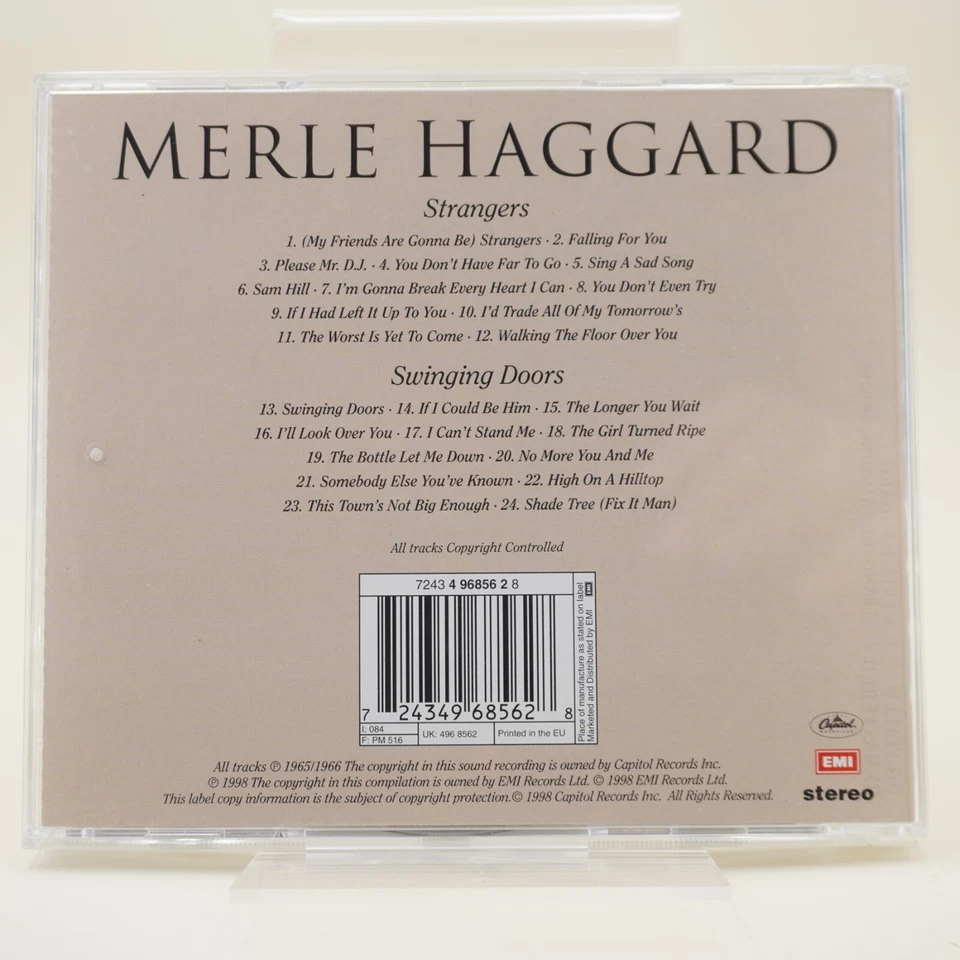 MERLE HAGGARD
Strangers
1. (My Friends Are Gonna Be) Strangers · 2. Falling For You
3. Please Mr. D.J. · 4. You Don't Have Far To Go · 5. Sing A Sad Song
6. Sam Hill · 7. I'm Gonna Break Every Heart I Can · 8. You Don't Even Try
9. If I Had Left It Up To You · 10. I'd Trade All Of My Tomorrow's
11. The Worst Is Yet To Come · 12. Walking The Floor Over You
Swinging Doors
13. Swinging Doors · 14. If I Could Be Him · 15. The Longer You Wait
16. I'll Look Over You · 17. I Can't Stand Me · 18. The Girl Turned Ripe
19. The Bottle Let Me Down · 20. No More You And Me
21. Somebody Else You've Known · 22. High On A Hilltop
23. This Town's Not Big Enough · 24. Shade Tree (Fix It Man)
All tracks Copyright Controlled
7243 4 96856 2 8
7 24349 68562 8
I: 084
F: PM 516
UK: 496 8562
Printed in the EU
Place of manufacture as stated on label
Marketed and Distributed by EMI
EMI
Capitol
NASHVILLE
EMI
stereo
All tracks ℗ 1965/1966 The copyright in this sound recording is owned by Capitol Records Inc.
℗ 1998 The copyright in this compilation is owned by EMI Records Ltd. © 1998 EMI Records Ltd.
This label copy information is the subject of copyright protection.© 1998 Capitol Records Inc. All Rights Reserved.